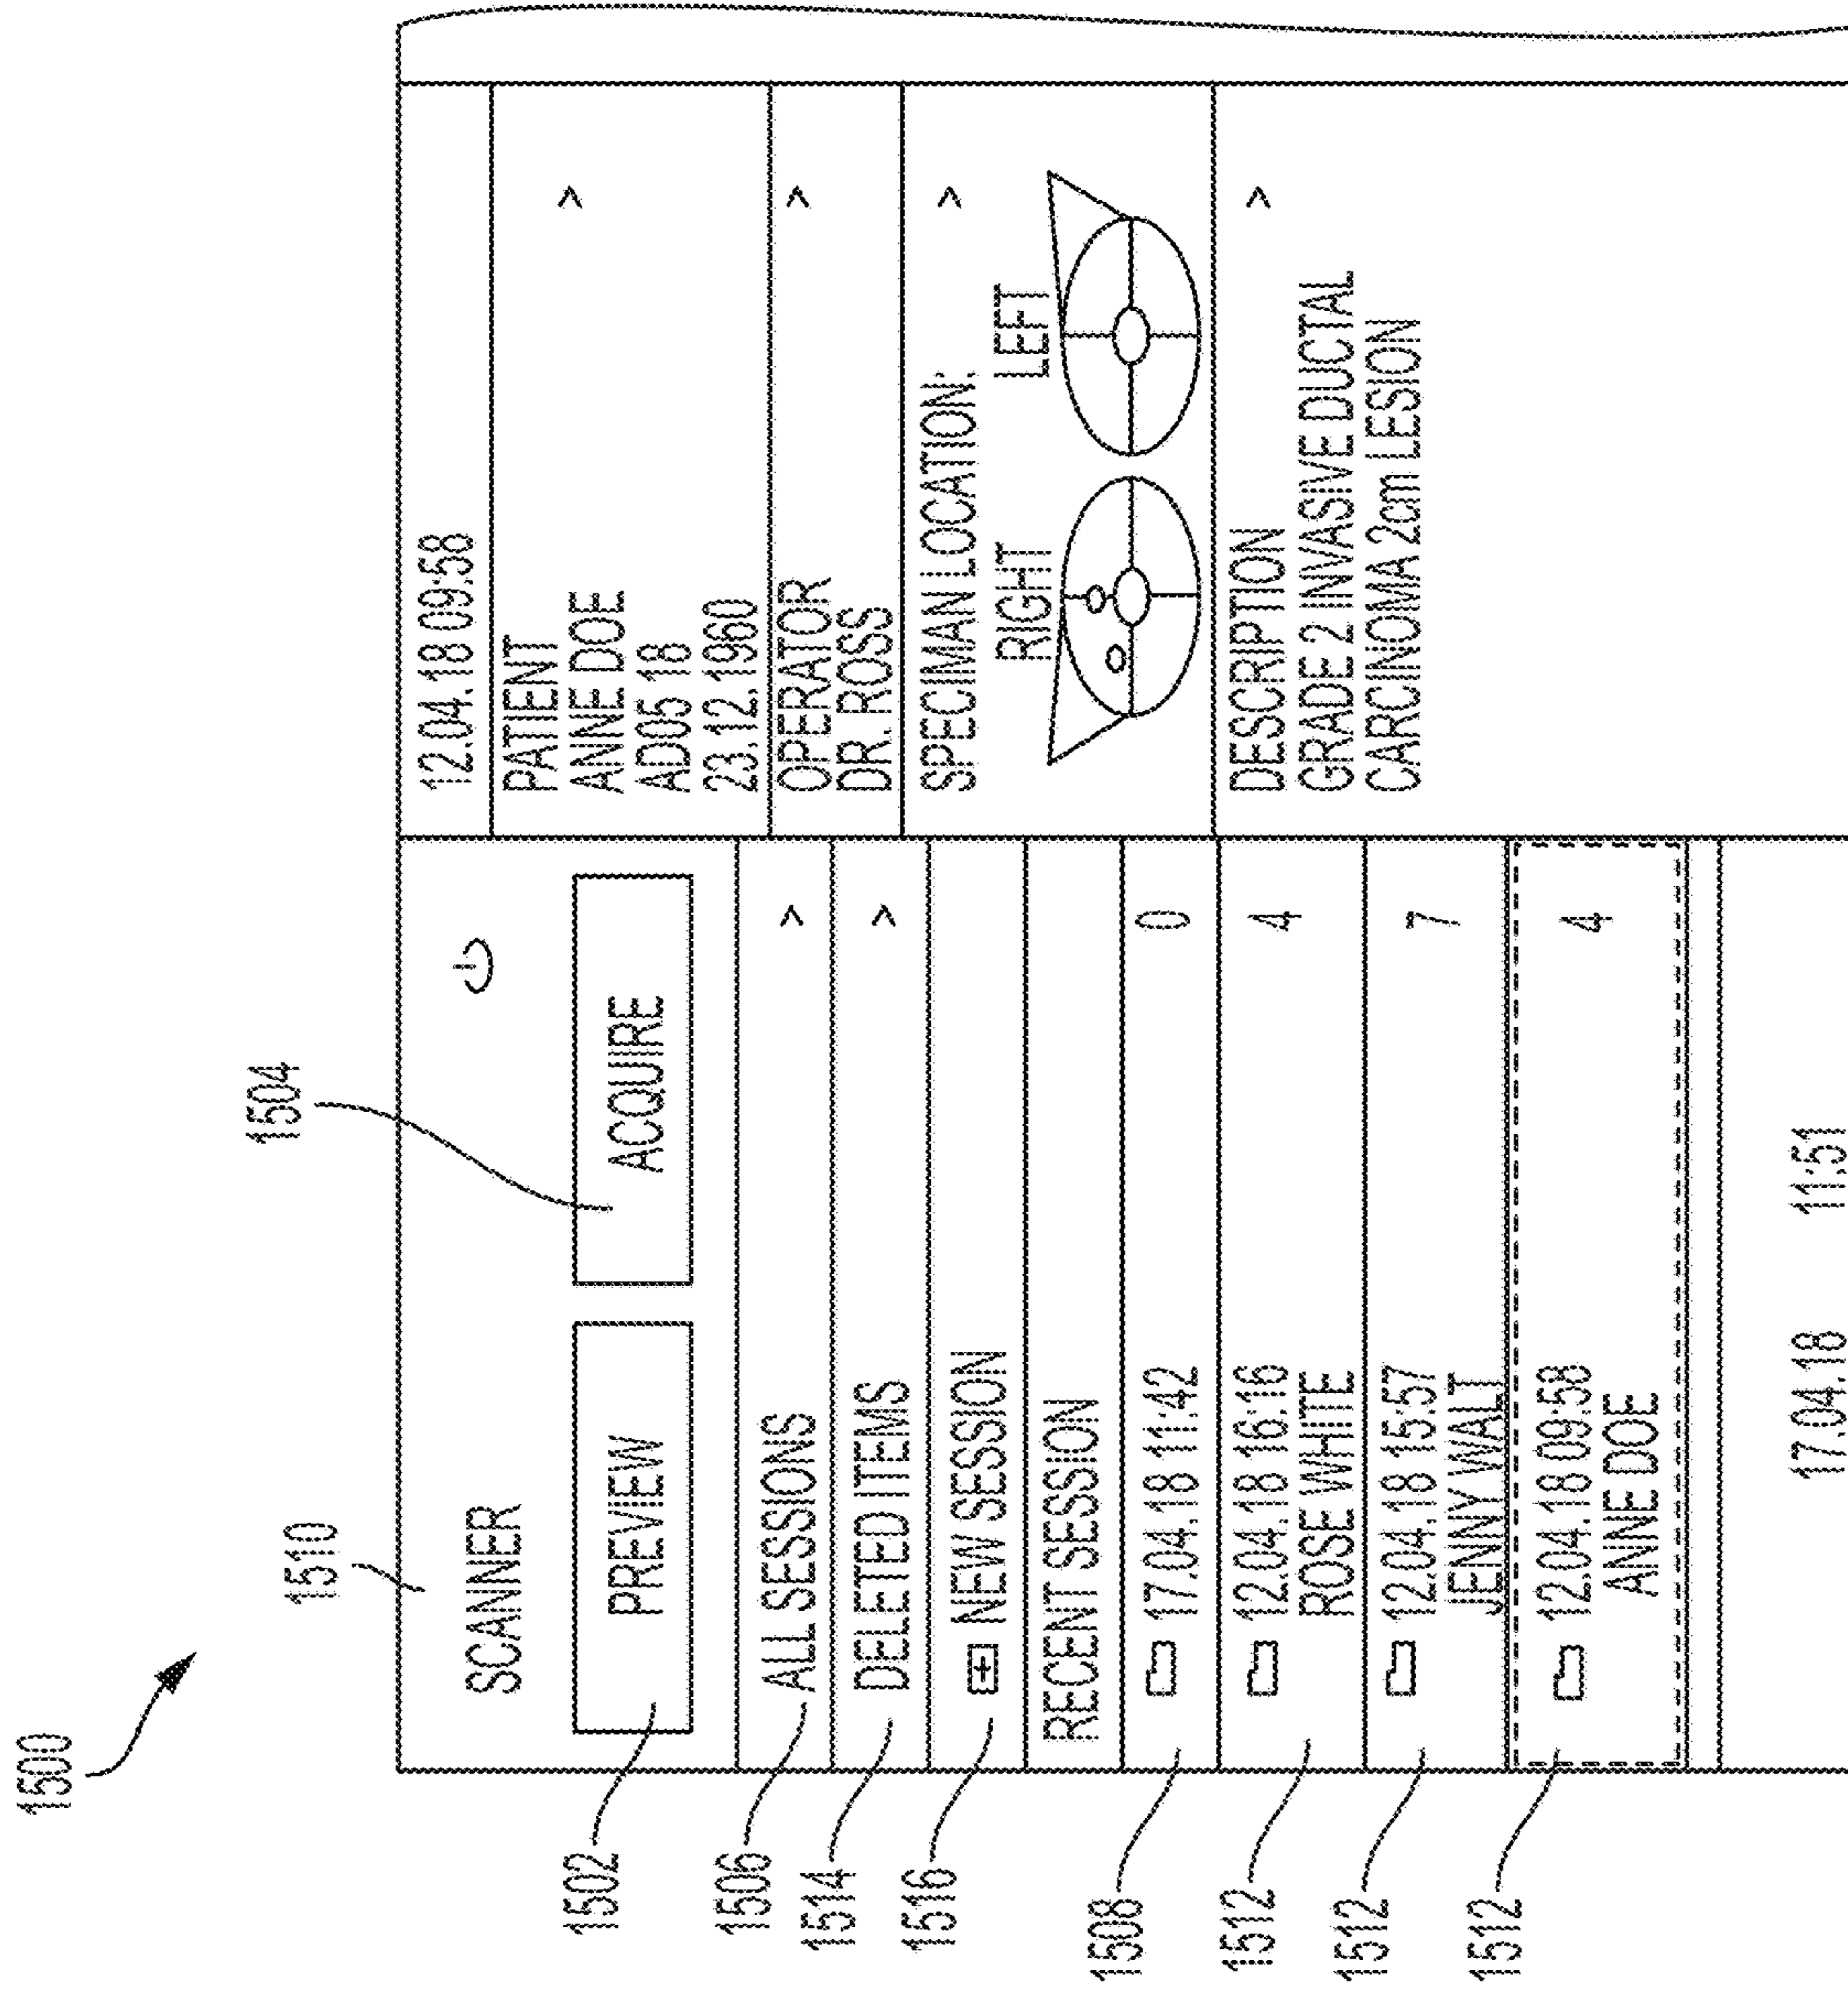 1500
1510
1504
SCANNER
1502
PREVIEW
ACQUIRE
1506
ALL SESSIONS >
1514
DELETED ITEMS >
1516
+ NEW SESSION
RECENT SESSION
1508
17.04.18 11:42 0
1512
12.04.18 16:16 4
ROSE WHITE
1512
12.04.18 15:57 7
JENNY WALT
1512
12.04.18 09:58 4
ANNE DOE
17.04.18 11:51
12.04.18 09:58
PATIENT
ANNE DOE >
AD05 18
23.12.1960
OPERATOR >
DR. ROSS
SPECIMAN LOCATION: >
RIGHT LEFT
DESCRIPTION >
GRADE 2 INVASIVE DUCTAL
CARCINOMA 2cm LESION